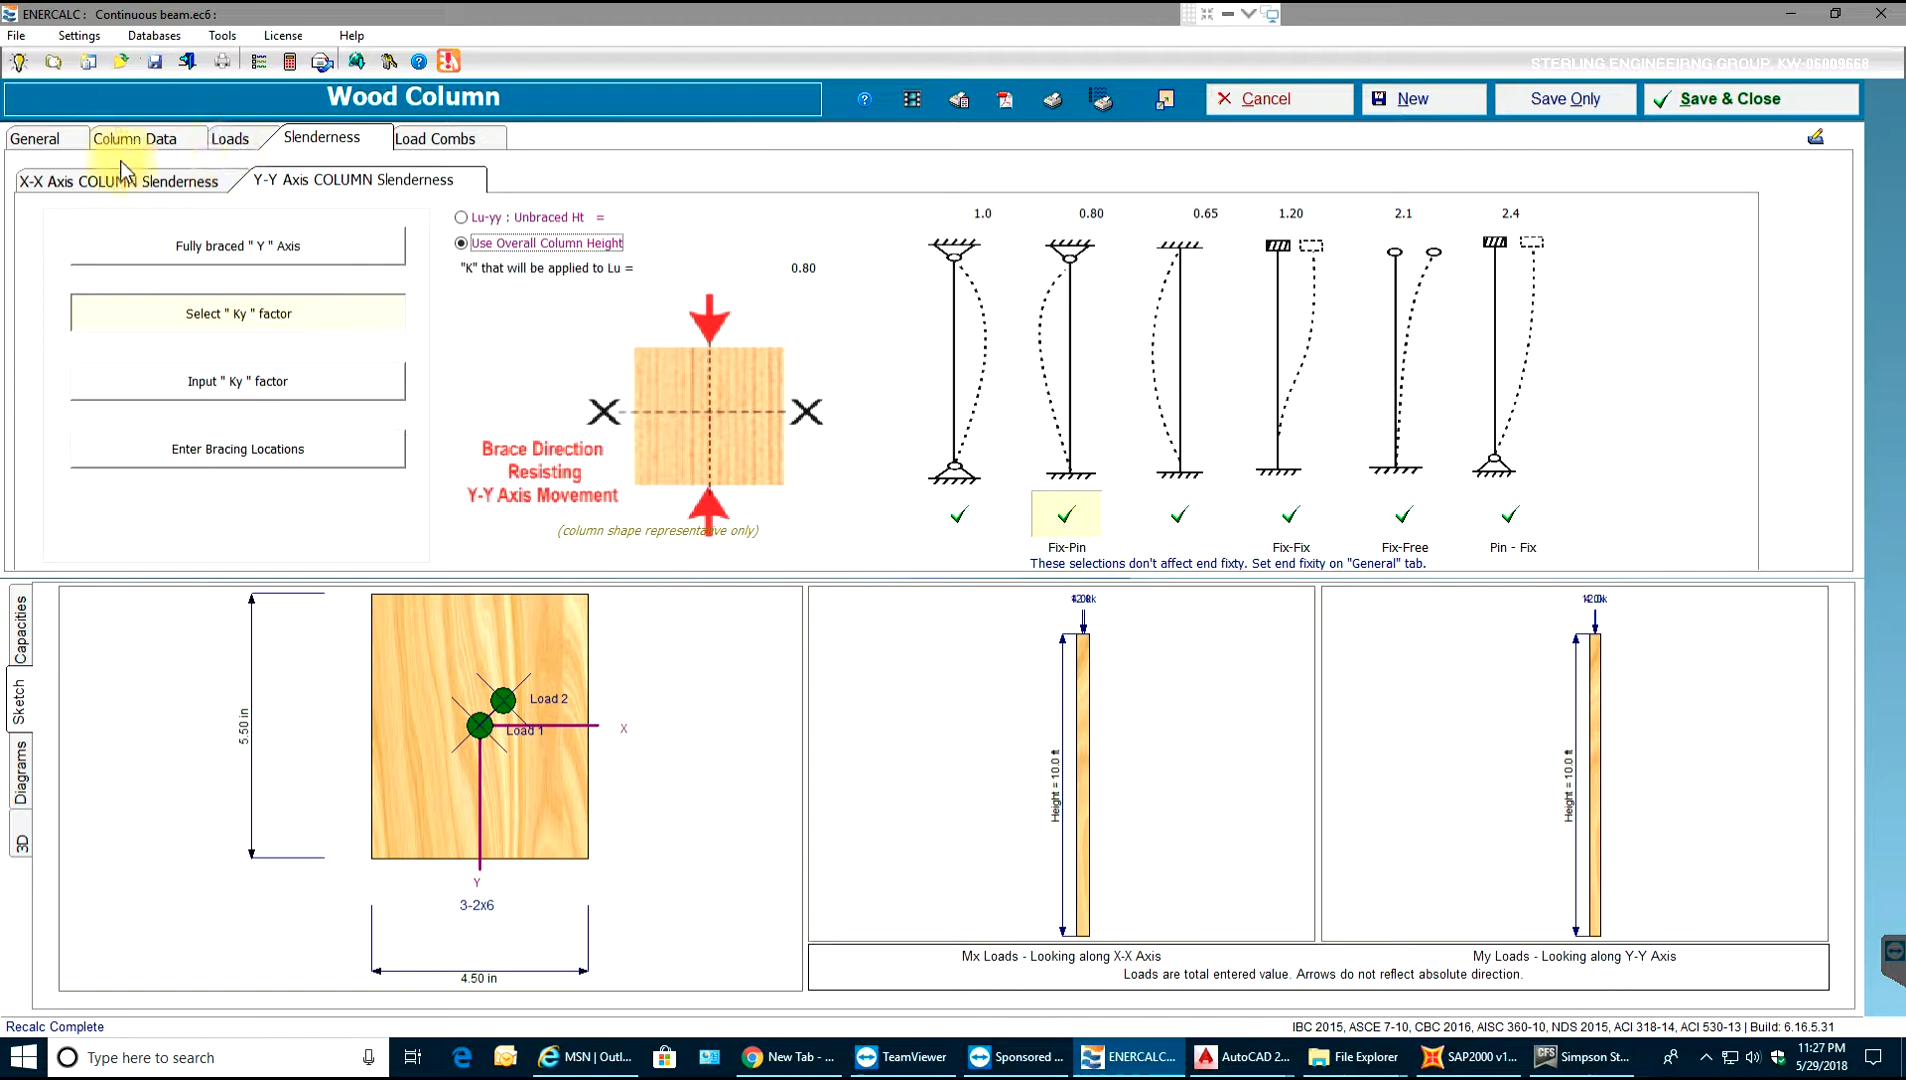 ENERCALC : Continuous beam.ec6 :
File Settings Databases Tools License Help
STERLING ENGINEEIRNG GROUP, KW-06009668
Wood Column
Cancel New Save Only Save & Close
General Column Data Loads Slenderness Load Combs
X-X Axis COLUMN Slenderness Y-Y Axis COLUMN Slenderness
Fully braced " Y " Axis
Select " Ky " factor
Input " Ky " factor
Enter Bracing Locations
Lu-yy : Unbraced Ht =
Use Overall Column Height
"K" that will be applied to Lu = 0.80
X X
Brace Direction
Resisting
Y-Y Axis Movement
(column shape representative only)
1.0 0.80 0.65 1.20 2.1 2.4
Fix-Pin Fix-Fix Fix-Free Pin - Fix
These selections don't affect end fixty. Set end fixity on "General" tab.
Capacities
Sketch
Diagrams
3D
5.50 in
Load 2
Load 1
X
Y
3-2x6
4.50 in
Height = 10.0 ft
Height = 10.0 ft
Mx Loads - Looking along X-X Axis My Loads - Looking along Y-Y Axis
Loads are total entered value. Arrows do not reflect absolute direction.
Recalc Complete
IBC 2015, ASCE 7-10, CBC 2016, AISC 360-10, NDS 2015, ACI 318-14, ACI 530-13 | Build: 6.16.5.31
Type here to search
MSN | Outl... New Tab - ... TeamViewer Sponsored ... ENERCALC... AutoCAD 2... File Explorer SAP2000 v1... CFS Simpson St...
11:27 PM
5/29/2018